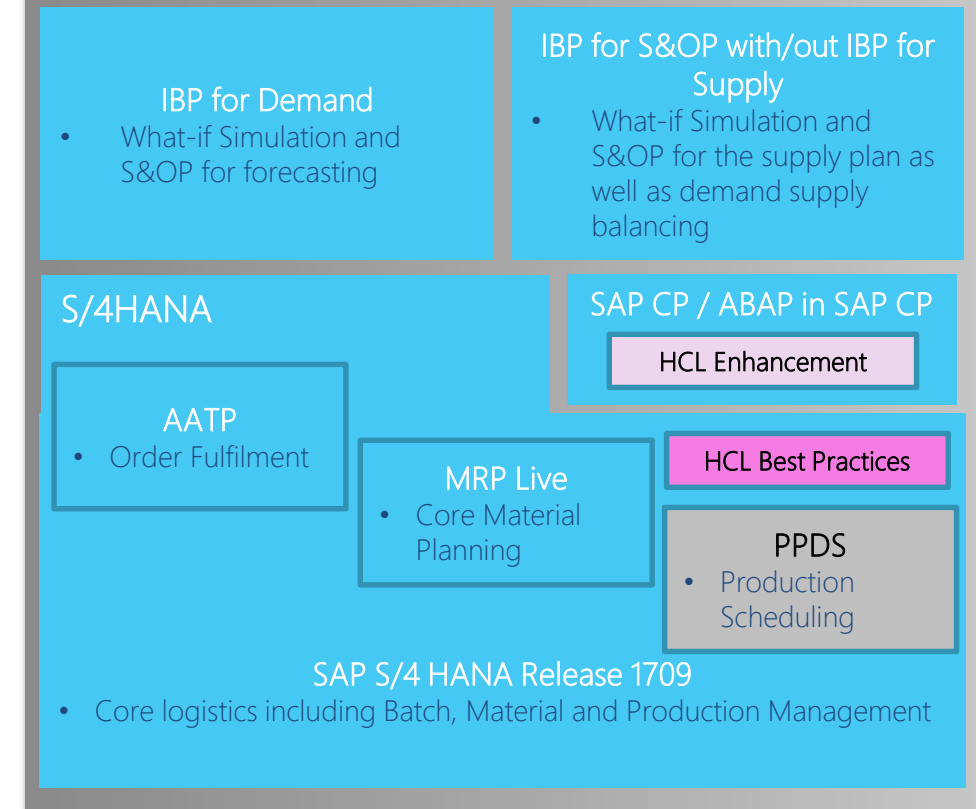 IBP for Demand
• What-if Simulation and
S&OP for forecasting
IBP for S&OP with/out IBP for
Supply
• What-if Simulation and
S&OP for the supply plan as
well as demand supply
balancing
S/4HANA
SAP CP / ABAP in SAP CP
HCL Enhancement
AATP
• Order Fulfilment
MRP Live
• Core Material
Planning
HCL Best Practices
PPDS
• Production
Scheduling
SAP S/4 HANA Release 1709
• Core logistics including Batch, Material and Production Management